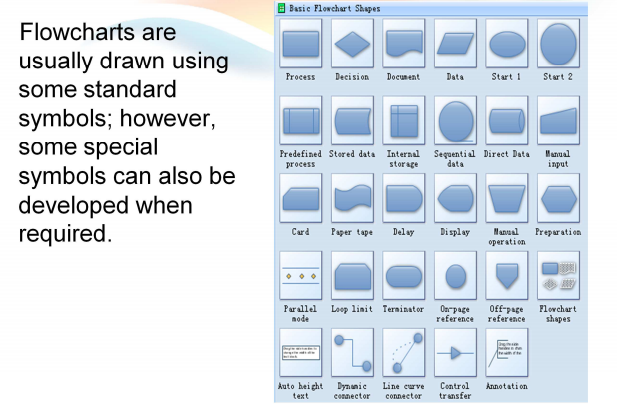 Flowcharts are
usually drawn using
some standard
symbols; however,
some special
symbols can also be
developed when
required.
Basic Flowchart Shapes
Process Decision Document Data Start 1 Start 2
Predefined process Stored data Internal storage Sequential data Direct Data Manual input
Card Paper tape Delay Display Manual operation Preparation
Parallel mode Loop limit Terminator On-page reference Off-page reference Flowchart shapes
Auto height text Dynamic connector Line curve connector Control transfer Annotation